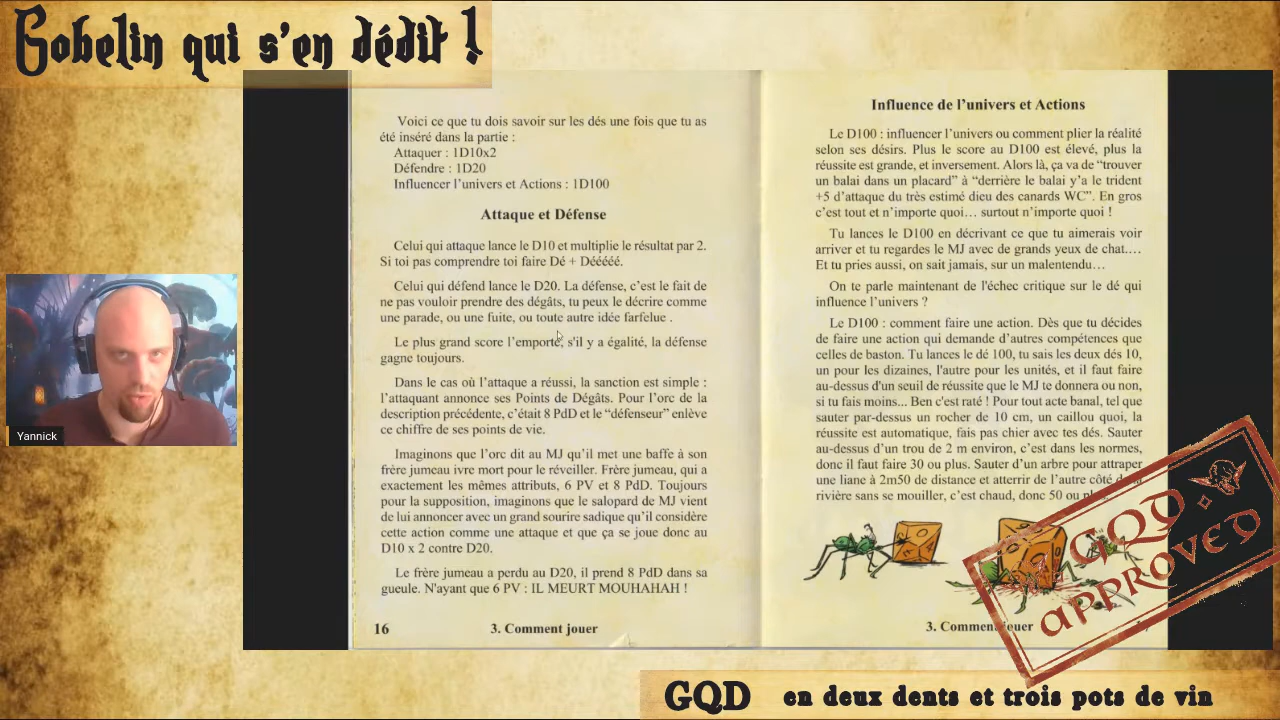 Gobelin qui s'en dédit !
Voici ce que tu dois savoir sur les dés une fois que tu as
été inséré dans la partie :
Attaquer : 1D10x2
Défendre : 1D20
Influencer l'univers et Actions : 1D100
Attaque et Défense
Celui qui attaque lance le D10 et multiplie le résultat par 2.
Si toi pas comprendre toi faire Dé + Dééééé.
Celui qui défend lance le D20. La défense, c'est le fait de
ne pas vouloir prendre des dégâts, tu peux le décrire comme
une parade, ou une fuite, ou toute autre idée farfelue .
Le plus grand score l'emporte, s'il y a égalité, la défense
gagne toujours.
Dans le cas où l'attaque a réussi, la sanction est simple :
l'attaquant annonce ses Points de Dégâts. Pour l'orc de la
description précédente, c'était 8 PdD et le “défenseur” enlève
ce chiffre de ses points de vie.
Imaginons que l'orc dit au MJ qu'il met une baffe à son
frère jumeau ivre mort pour le réveiller. Frère jumeau, qui a
exactement les mêmes attributs, 6 PV et 8 PdD. Toujours
pour la supposition, imaginons que le salopard de MJ vient
de lui annoncer avec un grand sourire sadique qu'il considère
cette action comme une attaque et que ça se joue donc au
D10 x 2 contre D20.
Le frère jumeau a perdu au D20, il prend 8 PdD dans sa
gueule. N'ayant que 6 PV : IL MEURT MOUHAHAH !
16 3. Comment jouer
Influence de l'univers et Actions
Le D100 : influencer l'univers ou comment plier la réalité
selon ses désirs. Plus le score au D100 est élevé, plus la
réussite est grande, et inversement. Alors là, ça va de “trouver
un balai dans un placard” à “derrière le balai y'a le trident
+5 d'attaque du très estimé dieu des canards WC”. En gros
c'est tout et n'importe quoi… surtout n'importe quoi !
Tu lances le D100 en décrivant ce que tu aimerais voir
arriver et tu regardes le MJ avec de grands yeux de chat….
Et tu pries aussi, on sait jamais, sur un malentendu…
On te parle maintenant de l'échec critique sur le dé qui
influence l'univers ?
Le D100 : comment faire une action. Dès que tu décides
de faire une action qui demande d'autres compétences que
celles de baston. Tu lances le dé 100, tu sais les deux dés 10,
un pour les dizaines, l'autre pour les unités, et il faut faire
au-dessus d'un seuil de réussite que le MJ te donnera ou non,
si tu fais moins... Ben c'est raté ! Pour tout acte banal, tel que
sauter par-dessus un rocher de 10 cm, un caillou quoi, la
réussite est automatique, fais pas chier avec tes dés. Sauter
au-dessus d'un trou de 2 m environ, c'est dans les normes,
donc il faut faire 30 ou plus. Sauter d'un arbre pour attraper
une liane à 2m50 de distance et atterrir de l'autre côté
rivière sans se mouiller, c'est chaud, donc 50 ou
3. Comment jouer
GQD
APPROVED
Yannick
GQD en deux dents et trois pots de vin